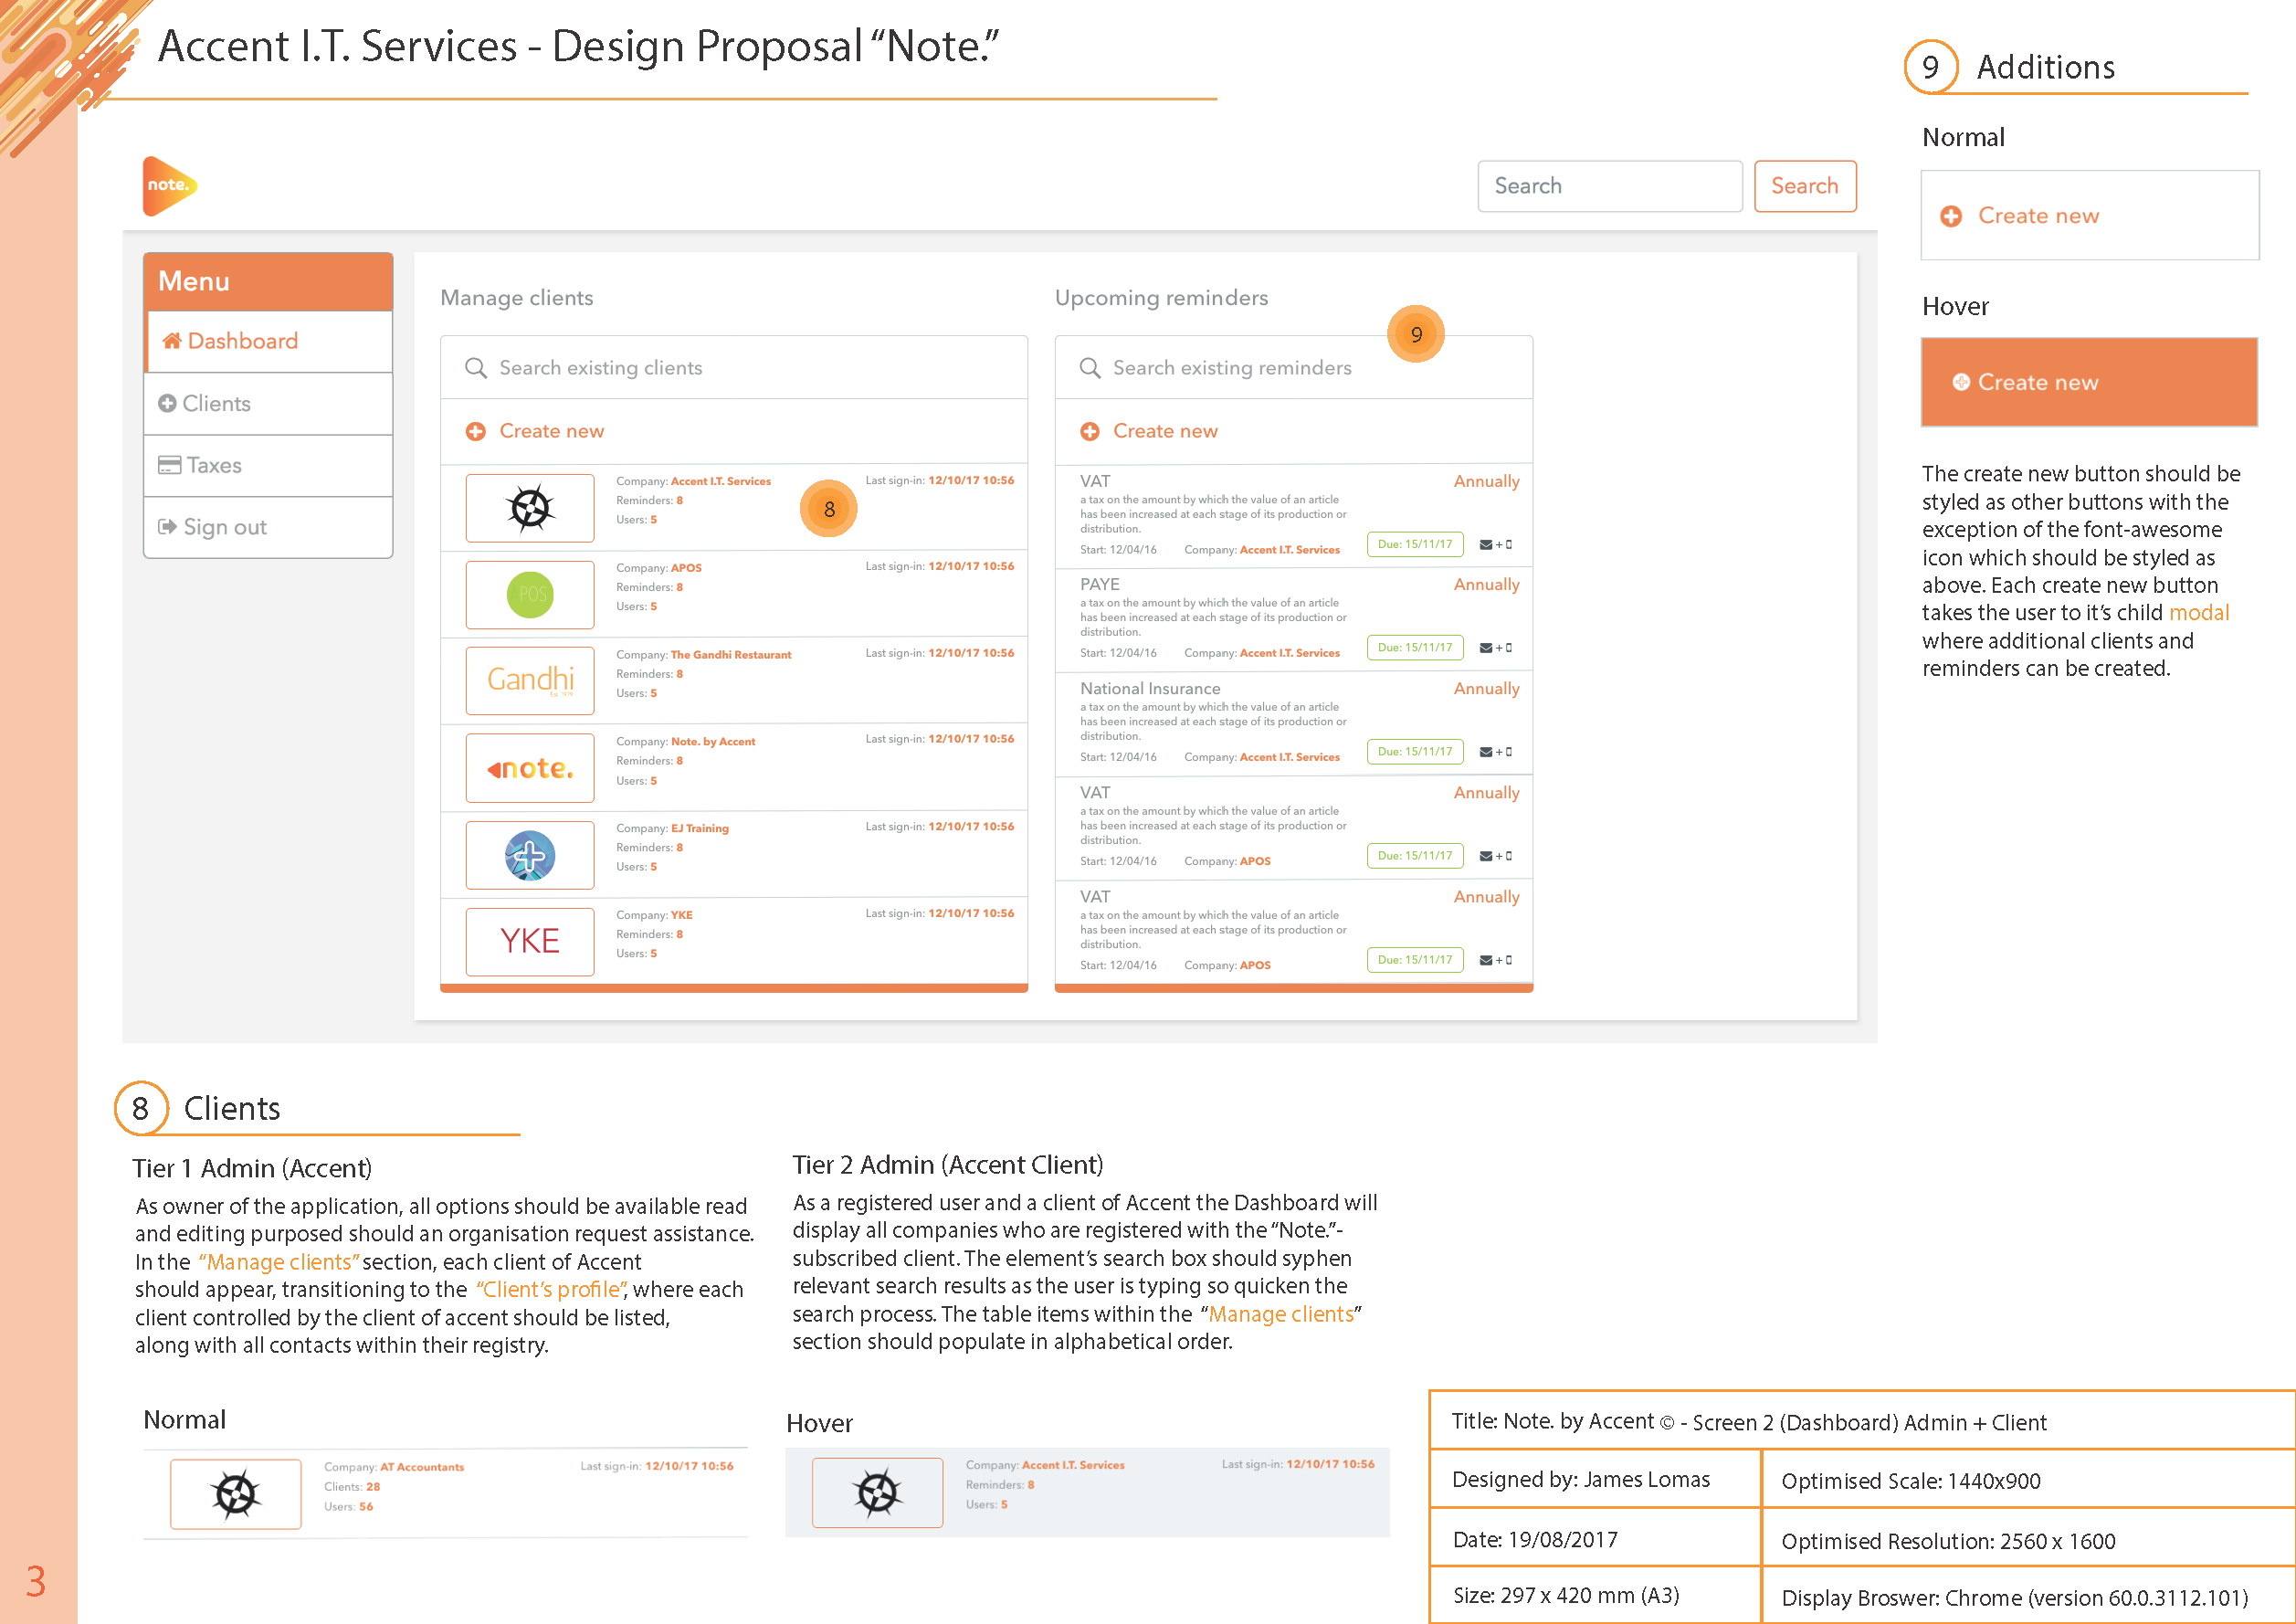 Accent I.T. Services - Design Proposal “Note.”
note.
Search
Search
Menu
Dashboard
Clients
Taxes
Sign out
Manage clients
Search existing clients
Create new
Company: Accent I.T. Services
Reminders: 8
Users: 5
Last sign-in: 12/10/17 10:56
8
POS
Company: APOS
Reminders: 8
Users: 5
Last sign-in: 12/10/17 10:56
Gandhi
Company: The Gandhi Restaurant
Reminders: 8
Users: 5
Last sign-in: 12/10/17 10:56
note.
Company: Note. by Accent
Reminders: 8
Users: 5
Last sign-in: 12/10/17 10:56
Company: EJ Training
Reminders: 8
Users: 5
Last sign-in: 12/10/17 10:56
YKE
Company: YKE
Reminders: 8
Users: 5
Last sign-in: 12/10/17 10:56
Upcoming reminders
9
Search existing reminders
Create new
VAT
Annually
a tax on the amount by which the value of an article
has been increased at each stage of its production or
distribution.
Start: 12/04/16 Company: Accent I.T. Services Due: 15/11/17 +
PAYE
Annually
a tax on the amount by which the value of an article
has been increased at each stage of its production or
distribution.
Start: 12/04/16 Company: Accent I.T. Services Due: 15/11/17 +
National Insurance
Annually
a tax on the amount by which the value of an article
has been increased at each stage of its production or
distribution.
Start: 12/04/16 Company: Accent I.T. Services Due: 15/11/17 +
VAT
Annually
a tax on the amount by which the value of an article
has been increased at each stage of its production or
distribution.
Start: 12/04/16 Company: APOS Due: 15/11/17 +
VAT
Annually
a tax on the amount by which the value of an article
has been increased at each stage of its production or
distribution.
Start: 12/04/16 Company: APOS Due: 15/11/17 +
9 Additions
Normal
Create new
Hover
Create new
The create new button should be
styled as other buttons with the
exception of the font-awesome
icon which should be styled as
above. Each create new button
takes the user to it’s child modal
where additional clients and
reminders can be created.
8 Clients
Tier 1 Admin (Accent)
As owner of the application, all options should be available read
and editing purposed should an organisation request assistance.
In the “Manage clients” section, each client of Accent
should appear, transitioning to the “Client’s profile”, where each
client controlled by the client of accent should be listed,
along with all contacts within their registry.
Tier 2 Admin (Accent Client)
As a registered user and a client of Accent the Dashboard will
display all companies who are registered with the “Note.”-
subscribed client. The element’s search box should syphen
relevant search results as the user is typing so quicken the
search process. The table items within the “Manage clients”
section should populate in alphabetical order.
Normal
Company: AT Accountants
Clients: 28
Users: 56
Last sign-in: 12/10/17 10:56
Hover
Company: Accent I.T. Services
Reminders: 8
Users: 5
Last sign-in: 12/10/17 10:56
Title: Note. by Accent © - Screen 2 (Dashboard) Admin + Client
Designed by: James Lomas
Optimised Scale: 1440x900
Date: 19/08/2017
Optimised Resolution: 2560 x 1600
Size: 297 x 420 mm (A3)
Display Broswer: Chrome (version 60.0.3112.101)
3